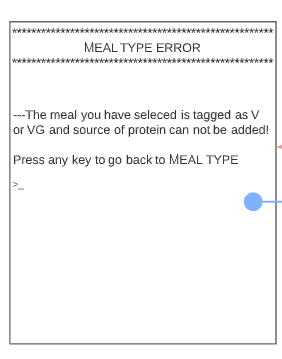 *****************************************************************
MEAL TYPE ERROR
*****************************************************************
---The meal you have seleced is tagged as V
or VG and source of protein can not be added!
Press any key to go back to MEAL TYPE
>_